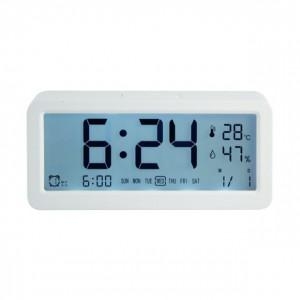 6:24
28°C
47%
M D
6:00 SUN MON TUE WED THU FRI SAT 1/ 1